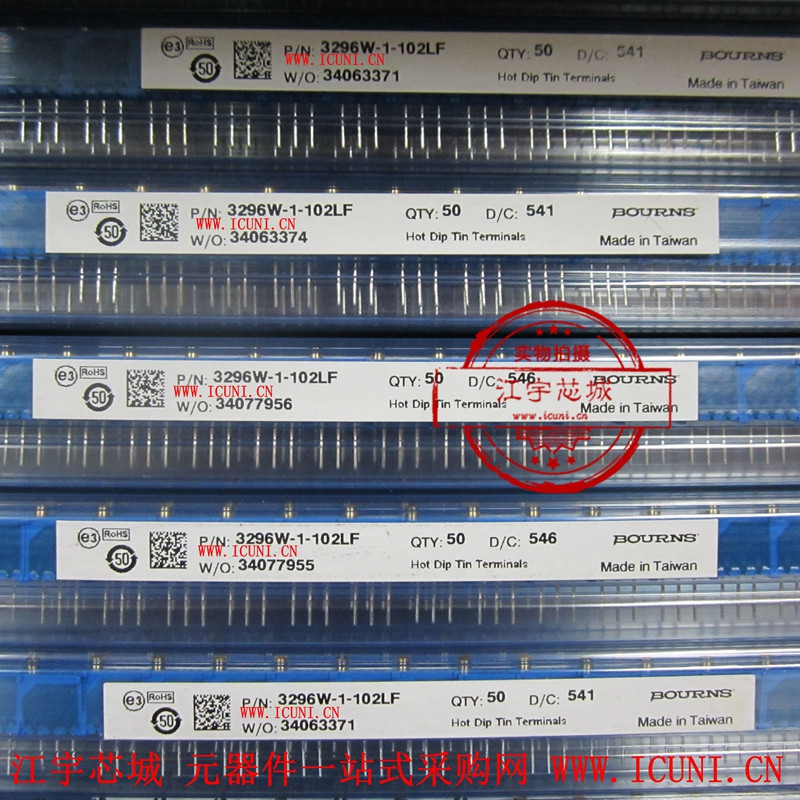 e3 RoHS P/N: 3296W-1-102LF QTY: 50 D/C: 541 BOURNS
WWW.ICUNI.CN
50 W/O: 34063371 Hot Dip Tin Terminals Made in Taiwan
e3 RoHS P/N: 3296W-1-102LF QTY: 50 D/C: 541 BOURNS
WWW.ICUNI.CN
50 W/O: 34063374 Hot Dip Tin Terminals Made in Taiwan
实物拍摄
e3 RoHS P/N: 3296W-1-102LF QTY: 50 D/C: 546 BOURNS
WWW.ICUNI.CN
江宇芯城
50 W/O: 34077956 Hot Dip Tin Terminals Made in Taiwan
www.icuni.cn
e3 RoHS P/N: 3296W-1-102LF QTY: 50 D/C: 546 BOURNS
WWW.ICUNI.CN
50 W/O: 34077955 Hot Dip Tin Terminals Made in Taiwan
e3 RoHS P/N: 3296W-1-102LF QTY: 50 D/C: 541 BOURNS
WWW.ICUNI.CN
50 W/O: 34063371 Hot Dip Tin Terminals Made in Taiwan
江宇芯城 元器件一站式采购网 WWW.ICUNI.CN